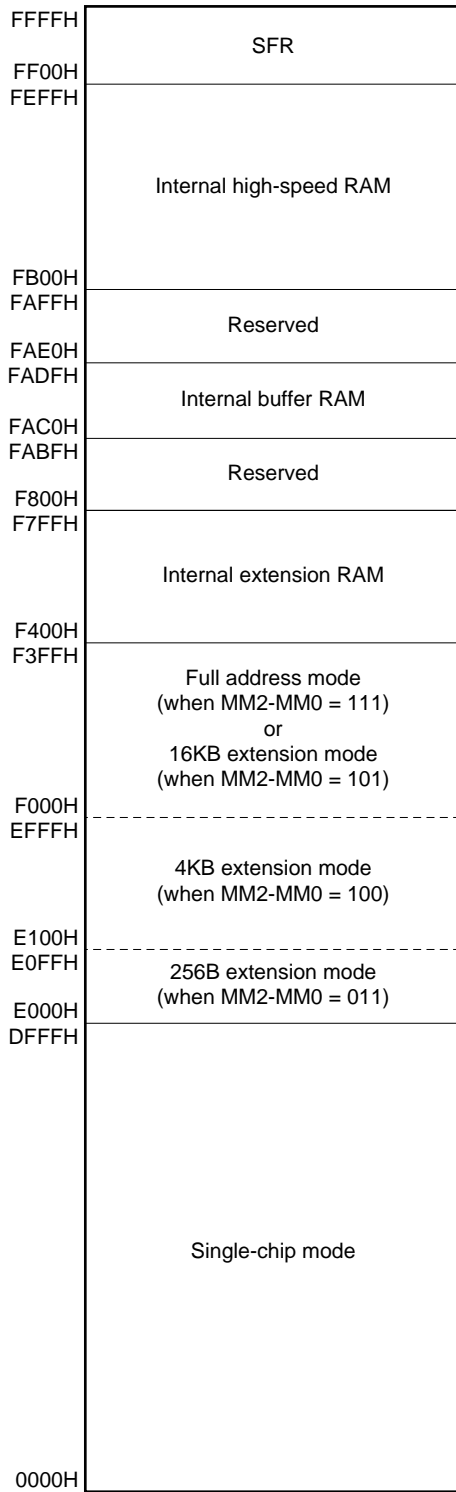 FFFFH
SFR
FF00H
FEFFH
Internal high-speed RAM
FB00H
FAFFH
Reserved
FAE0H
FADFH
Internal buffer RAM
FAC0H
FABFH
Reserved
F800H
F7FFH
Internal extension RAM
F400H
F3FFH
Full address mode
(when MM2-MM0 = 111)
or
16KB extension mode
(when MM2-MM0 = 101)
F000H
EFFFH
4KB extension mode
(when MM2-MM0 = 100)
E100H
E0FFH
256B extension mode
(when MM2-MM0 = 011)
E000H
DFFFH
Single-chip mode
0000H